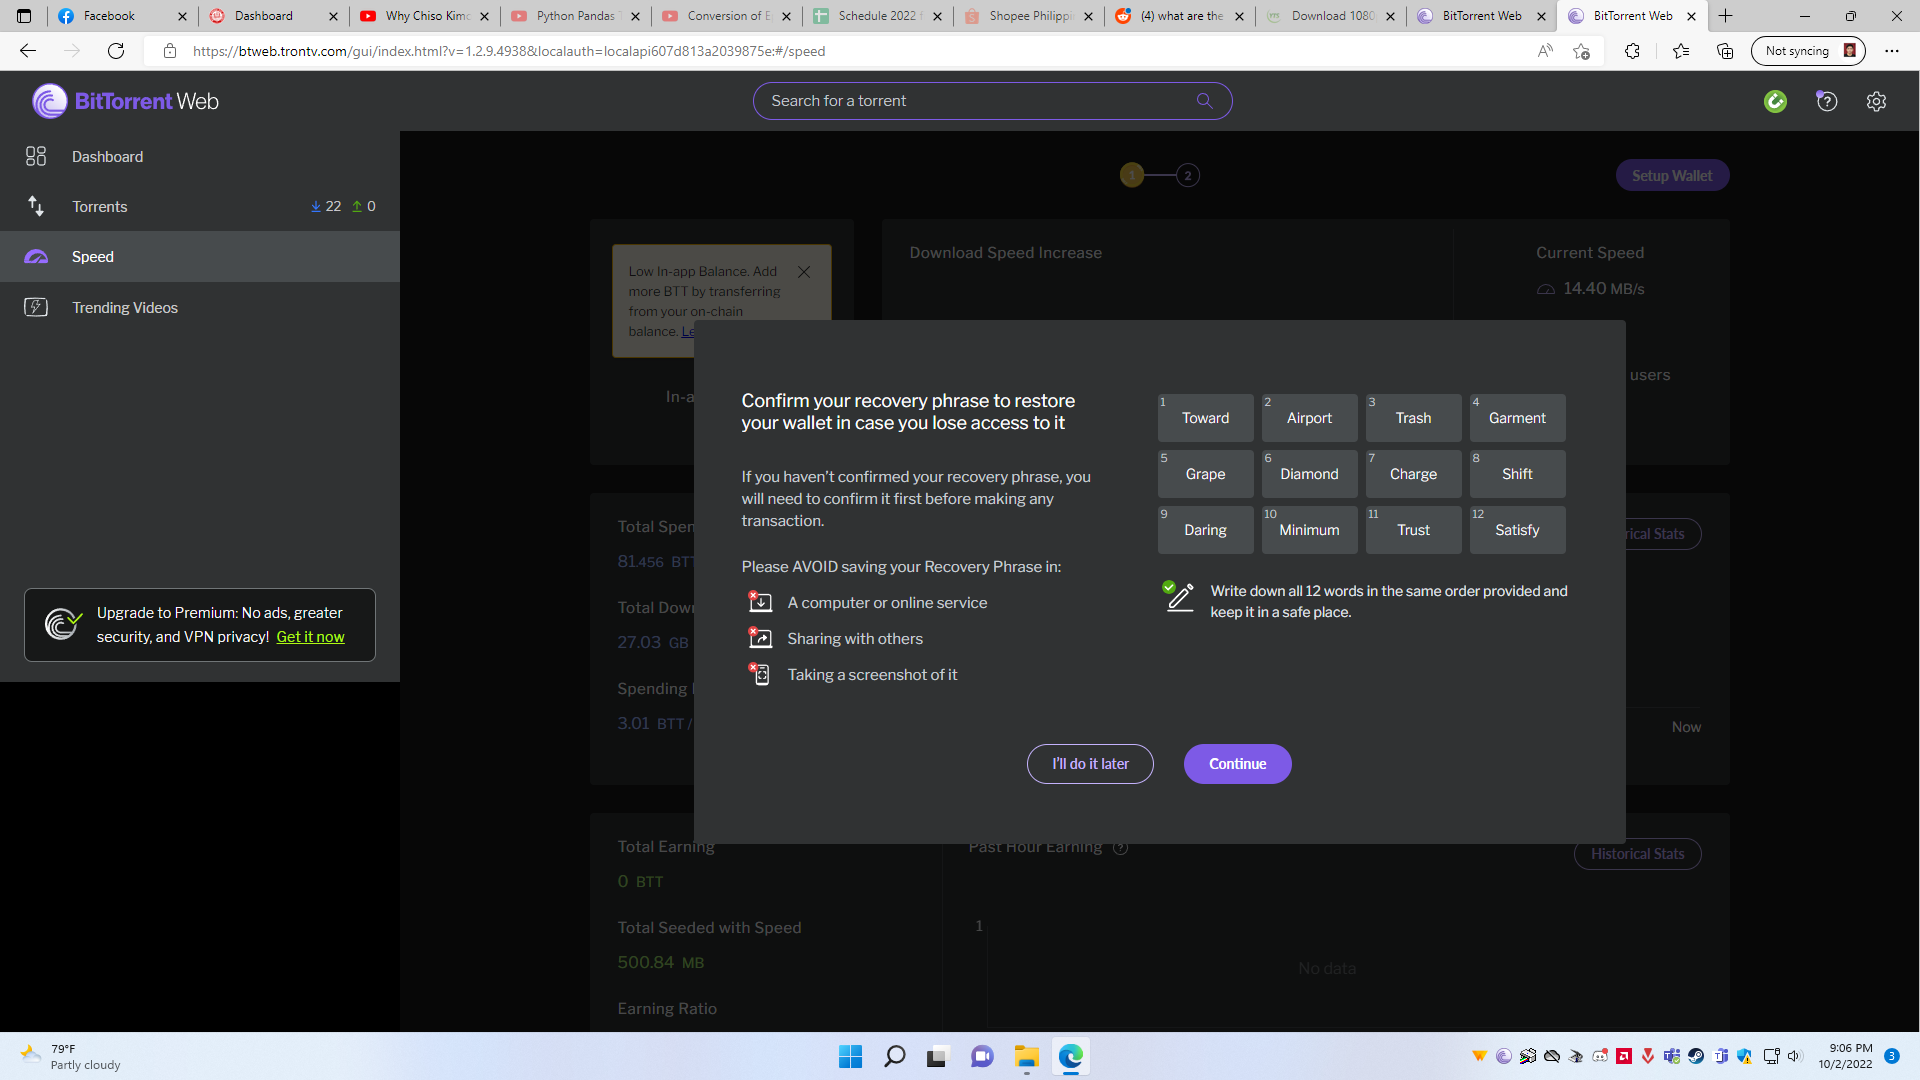 Facebook
Dashboard
Why Chiso Kimc
Python Pandas T
Conversion of E
Schedule 2022 f
Shopee Philippi
(4) what are the
Download 1080
BitTorrent Web
BitTorrent Web
https://btweb.trontv.com/gui/index.html?v=1.2.9.4938&localauth=localapi607d813a2039875e:#/speed
Not syncing
BitTorrent Web
Search for a torrent
Dashboard
Torrents
22
0
Speed
Trending Videos
Upgrade to Premium: No ads, greater
security, and VPN privacy! Get it now
1
2
Setup Wallet
Low In-app Balance. Add
more BTT by transferring
from your on-chain
balance. Le
In-a
Download Speed Increase
Current Speed
14.40 MB/s
users
Confirm your recovery phrase to restore
your wallet in case you lose access to it
If you haven't confirmed your recovery phrase, you
will need to confirm it first before making any
transaction.
Please AVOID saving your Recovery Phrase in:
A computer or online service
Sharing with others
Taking a screenshot of it
1 Toward
2 Airport
3 Trash
4 Garment
5 Grape
6 Diamond
7 Charge
8 Shift
9 Daring
10 Minimum
11 Trust
12 Satisfy
Write down all 12 words in the same order provided and
keep it in a safe place.
I'll do it later
Continue
Total Spen
81.456 BTT
Total Dow
27.03 GB
Spending
3.01 BTT/
rical Stats
Now
Total Earning
0 BTT
Total Seeded with Speed
500.84 MB
Earning Ratio
Past Hour Earning
Historical Stats
1
No data
79°F
Partly cloudy
9:06 PM
10/2/2022
3